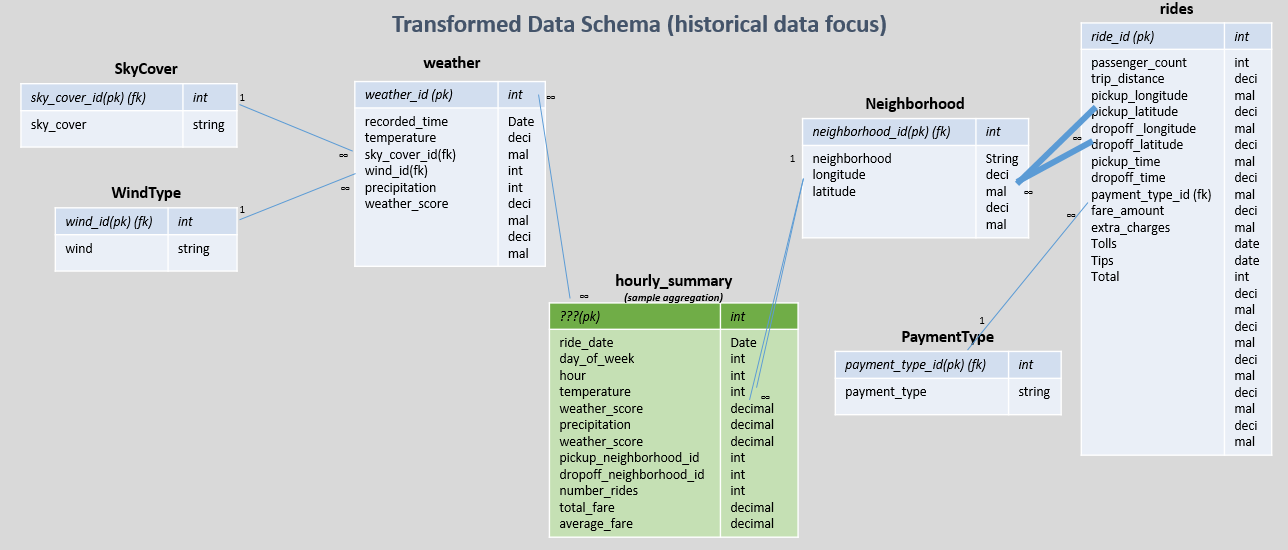 Transformed Data Schema (historical data focus)
SkyCover
sky_cover_id(pk) (fk) int
sky_cover string
1
∞
WindType
wind_id(pk) (fk) int
wind string
1
∞
weather
weather_id (pk) int
recorded_time Date
temperature deci
sky_cover_id(fk) mal
wind_id(fk) int
precipitation int
weather_score deci
mal
deci
mal
∞
hourly_summary
(sample aggregation)
∞
???(pk) int
ride_date Date
day_of_week int
hour int
temperature int
weather_score decimal
precipitation decimal
weather_score decimal
pickup_neighborhood_id int
dropoff_neighborhood_id int
number_rides int
total_fare decimal
average_fare decimal
∞
Neighborhood
neighborhood_id(pk) (fk) int
neighborhood String
longitude deci
latitude mal
deci
mal
1
∞
PaymentType
payment_type_id(pk) (fk) int
payment_type string
1
∞
rides
ride_id (pk) int
passenger_count int
trip_distance deci
pickup_longitude mal
pickup_latitude deci
dropoff _longitude mal
dropoff_latitude deci
pickup_time mal
dropoff_time deci
payment_type_id (fk) mal
fare_amount deci
extra_charges mal
Tolls date
Tips date
Total int
deci
mal
deci
mal
deci
mal
deci
mal
deci
mal
∞